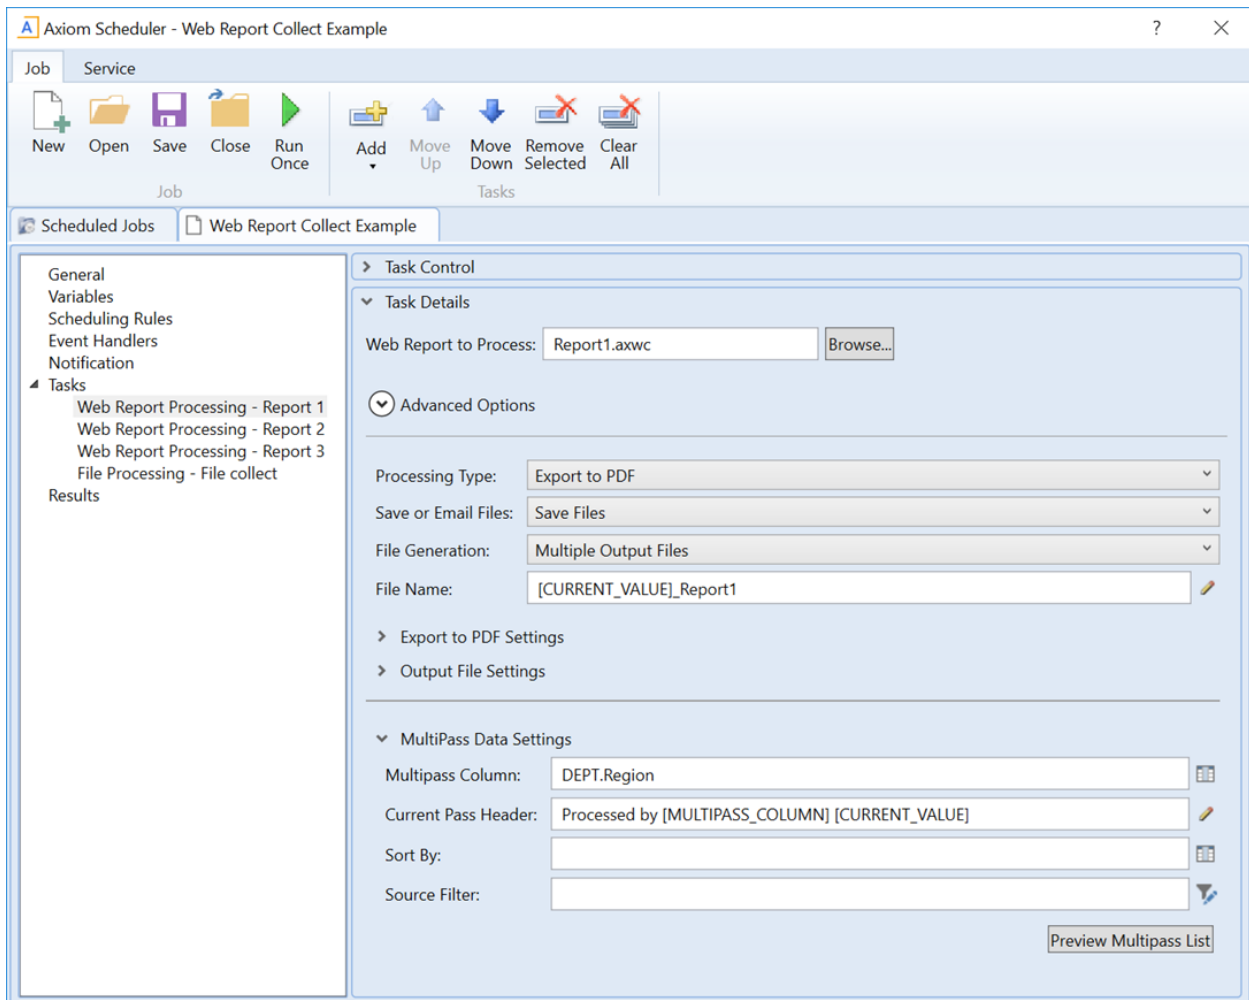 A Axiom Scheduler - Web Report Collect Example ?
Job Service
New Open Save Close Run Once Add Move Up Move Down Remove Selected Clear All
Job Tasks
Scheduled Jobs Web Report Collect Example
General
Variables
Scheduling Rules
Event Handlers
Notification
Tasks
Web Report Processing - Report 1
Web Report Processing - Report 2
Web Report Processing - Report 3
File Processing - File collect
Results
Task Control
Task Details
Web Report to Process: Report1.axwc Browse...
Advanced Options
Processing Type: Export to PDF
Save or Email Files: Save Files
File Generation: Multiple Output Files
File Name: [CURRENT_VALUE]_Report1
Export to PDF Settings
Output File Settings
MultiPass Data Settings
Multipass Column: DEPT.Region
Current Pass Header: Processed by [MULTIPASS_COLUMN] [CURRENT_VALUE]
Sort By:
Source Filter:
Preview Multipass List